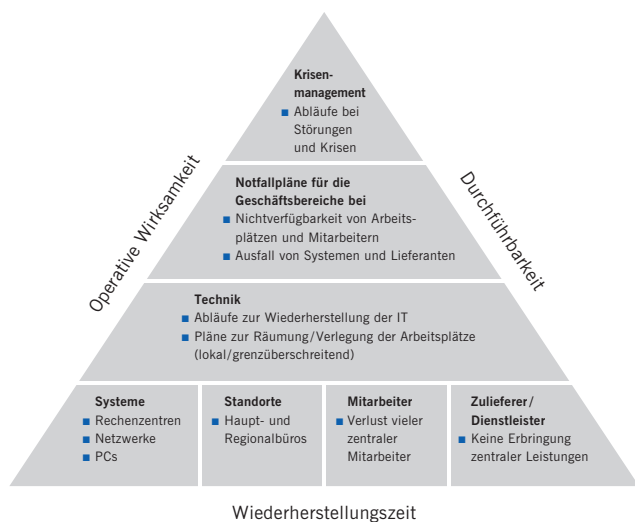 Krisen-
management
■ Abläufe bei
Störungen
und Krisen
Operative Wirksamkeit
Durchführbarkeit
Notfallpläne für die
Geschäftsbereiche bei
■ Nichtverfügbarkeit von Arbeits-
plätzen und Mitarbeitern
■ Ausfall von Systemen und Lieferanten
Technik
■ Abläufe zur Wiederherstellung der IT
■ Pläne zur Räumung/Verlegung der Arbeitsplätze
(lokal/grenzüberschreitend)
Systeme
■ Rechenzentren
■ Netzwerke
■ PCs
Standorte
■ Haupt- und
Regionalbüros
Mitarbeiter
■ Verlust vieler
zentraler
Mitarbeiter
Zulieferer/
Dienstleister
■ Keine Erbringung
zentraler Leistungen
Wiederherstellungszeit